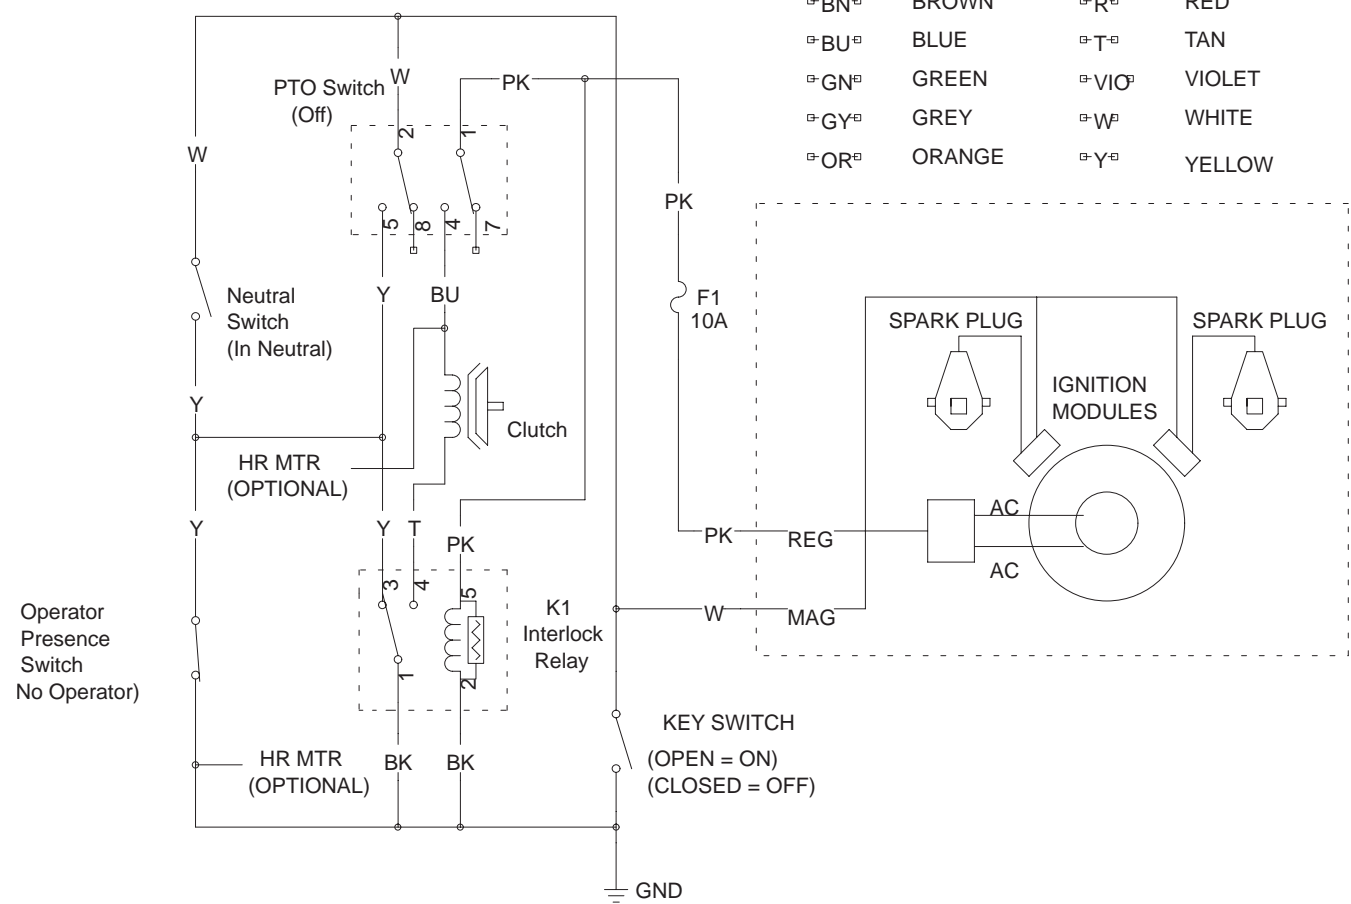 BN BROWN R RED
BU BLUE T TAN
GN GREEN VIO VIOLET
GY GREY W WHITE
OR ORANGE Y YELLOW
W
PK
PTO Switch
(Off)
2
1
W
PK
5
8
4
7
Neutral
Switch
(In Neutral)
Y
BU
F1
10A
SPARK PLUG
SPARK PLUG
IGNITION
MODULES
Y
Clutch
HR MTR
(OPTIONAL)
Y
Y
T
PK
PK
REG
AC
AC
3
4
5
K1
Interlock
Relay
W
MAG
Operator
Presence
Switch
No Operator)
1
2
KEY SWITCH
(OPEN = ON)
(CLOSED = OFF)
HR MTR
(OPTIONAL)
BK
BK
GND